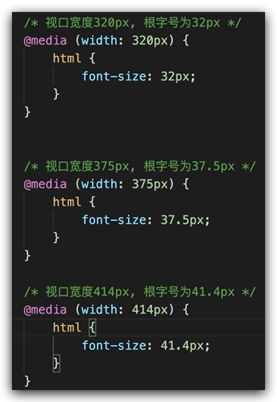 /* 视口宽度320px, 根字号为32px */
@media (width: 320px) {
html {
font-size: 32px;
}
}
/* 视口宽度375px, 根字号为37.5px */
@media (width: 375px) {
html {
font-size: 37.5px;
}
}
/* 视口宽度414px, 根字号为41.4px */
@media (width: 414px) {
html {
font-size: 41.4px;
}
}